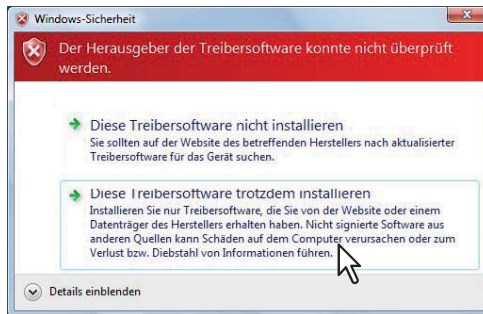 Windows-Sicherheit
Der Herausgeber der Treibersoftware konnte nicht überprüft
werden.
Diese Treibersoftware nicht installieren
Sie sollten auf der Website des betreffenden Herstellers nach aktualisierter
Treibersoftware für das Gerät suchen.
Diese Treibersoftware trotzdem installieren
Installieren Sie nur Treibersoftware, die Sie von der Website oder einem
Datenträger des Herstellers erhalten haben. Nicht signierte Software aus
anderen Quellen kann Schäden auf dem Computer verursachen oder zum
Verlust bzw. Diebstahl von Informationen führen.
Details einblenden